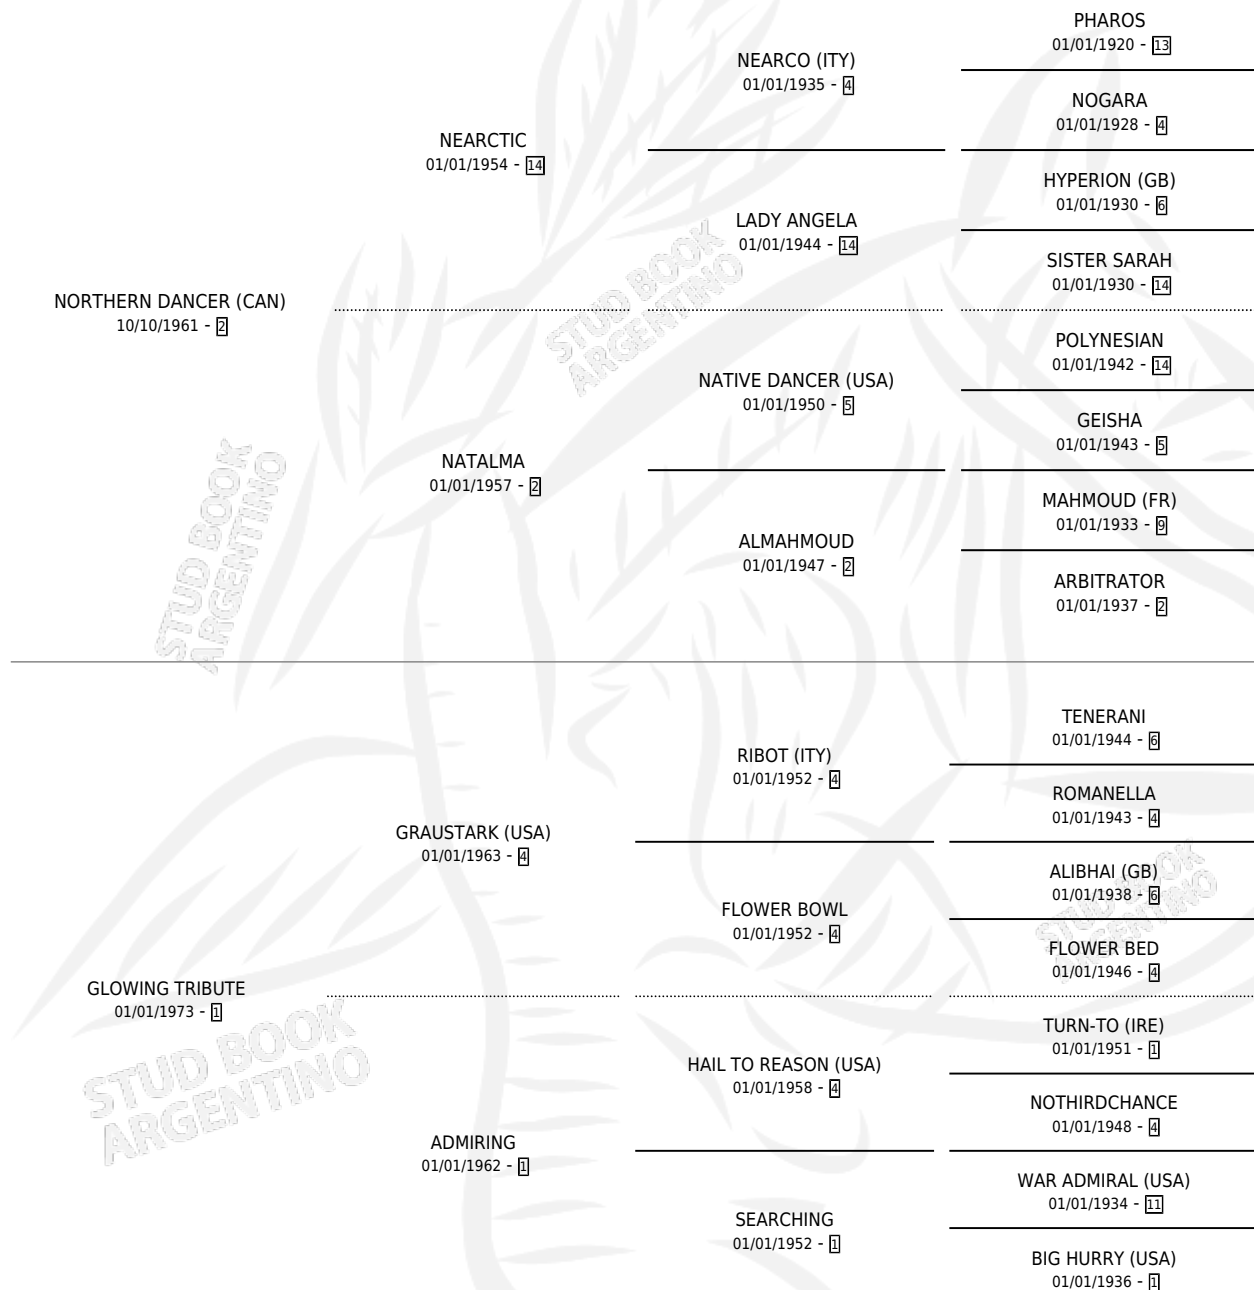 PHAROS
01/01/1920 - 13
NEARCO (ITY)
01/01/1935 - 4
NOGARA
01/01/1928 - 4
NEARCTIC
01/01/1954 - 14
HYPERION (GB)
01/01/1930 - 6
LADY ANGELA
01/01/1944 - 14
SISTER SARAH
01/01/1930 - 14
NORTHERN DANCER (CAN)
10/10/1961 - 2
STUD BOOK
ARGENTINO
POLYNESIAN
01/01/1942 - 14
NATIVE DANCER (USA)
01/01/1950 - 5
GEISHA
01/01/1943 - 5
NATALMA
01/01/1957 - 2
MAHMOUD (FR)
01/01/1933 - 9
ALMAHMOUD
01/01/1947 - 2
ARBITRATOR
01/01/1937 - 2
STUD BOOK
ARGENTINO
TENERANI
01/01/1944 - 6
RIBOT (ITY)
01/01/1952 - 4
ROMANELLA
01/01/1943 - 4
GRAUSTARK (USA)
01/01/1963 - 4
ALIBHAI (GB)
01/01/1938 - 6
FLOWER BOWL
01/01/1952 - 4
STUD BOOK
ARGENTINO
FLOWER BED
01/01/1946 - 4
GLOWING TRIBUTE
01/01/1973 - 1
STUD BOOK
ARGENTINO
TURN-TO (IRE)
01/01/1951 - 1
HAIL TO REASON (USA)
01/01/1958 - 4
NOTHIRDCHANCE
01/01/1948 - 4
ADMIRING
01/01/1962 - 1
WAR ADMIRAL (USA)
01/01/1934 - 11
SEARCHING
01/01/1952 - 1
BIG HURRY (USA)
01/01/1936 - 1